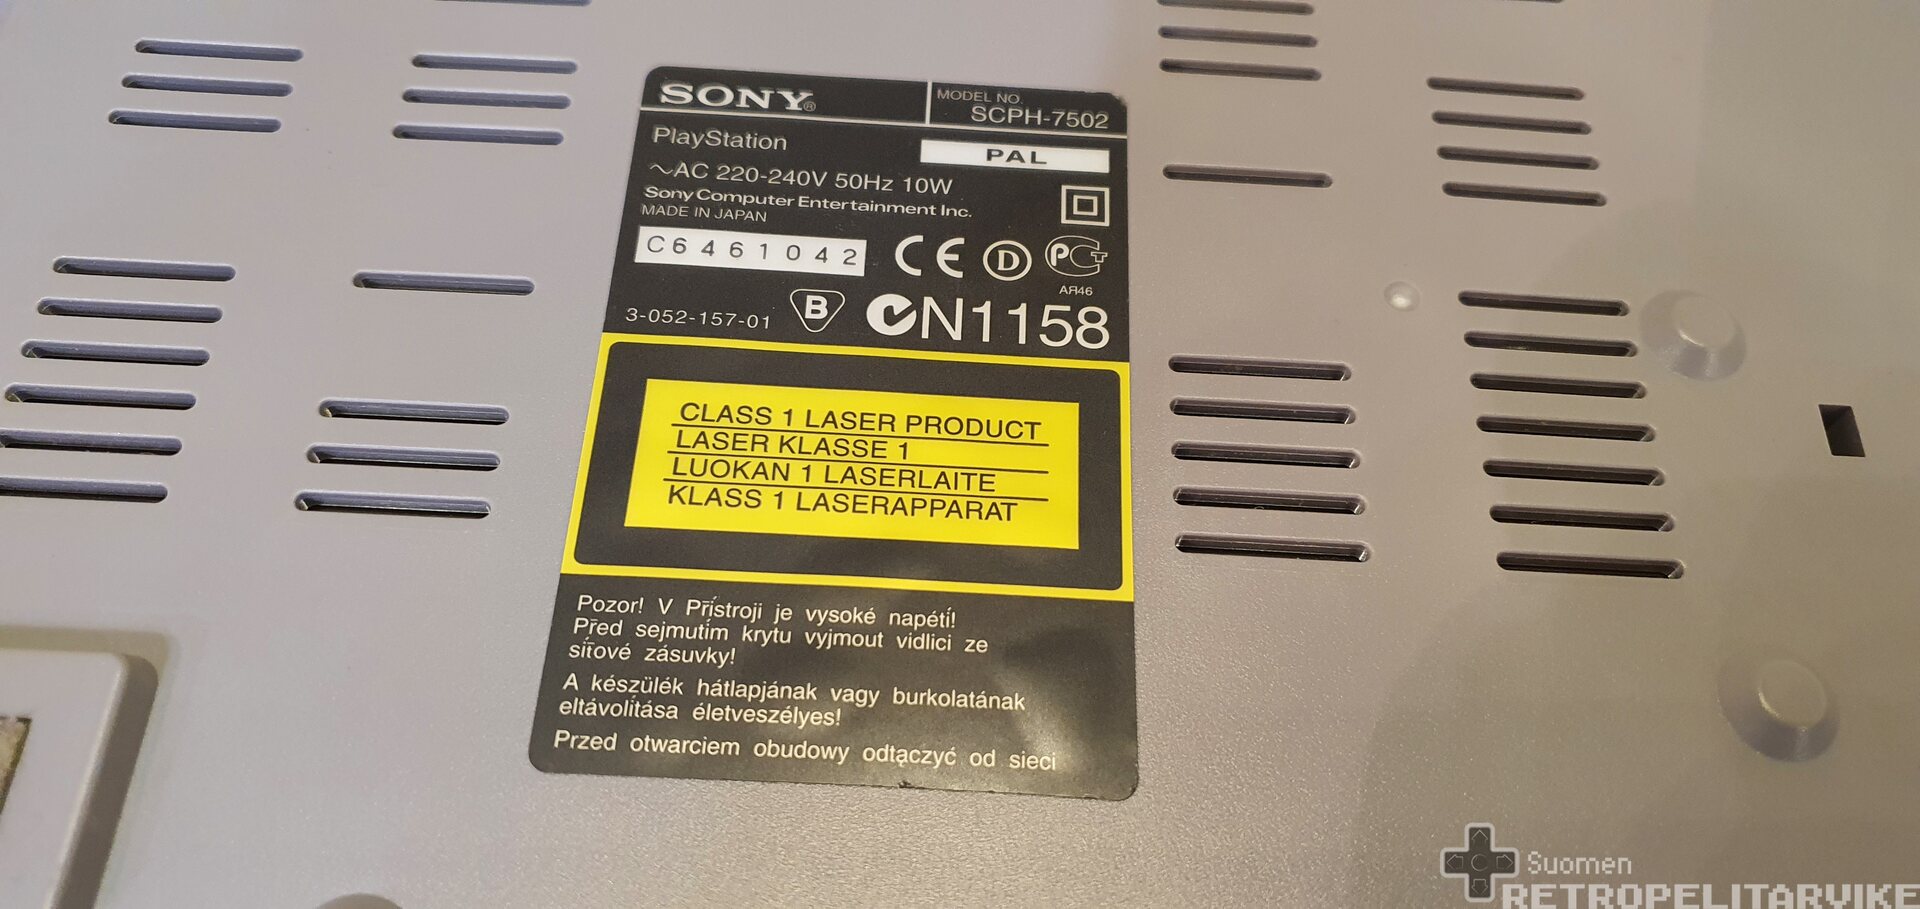 SONY®
MODEL NO.
SCPH-7502
PlayStation
PAL
~AC 220-240V 50Hz 10W
Sony Computer Entertainment Inc.
MADE IN JAPAN
C6461042
CE D PCT
АЯ46
3-052-157-01 B N1158
CLASS 1 LASER PRODUCT
LASER KLASSE 1
LUOKAN 1 LASERLAITE
KLASS 1 LASERAPPARAT
Pozor! V Přístroji je vysoké napětí!
Před sejmutím krytu vyjmout vidlici ze
síťové zásuvky!
A készülék hátlapjának vagy burkolatának
eltávolítása életveszélyes!
Przed otwarciem obudowy odtączyć od sieci
Suomen
RETROPELITARVIKE